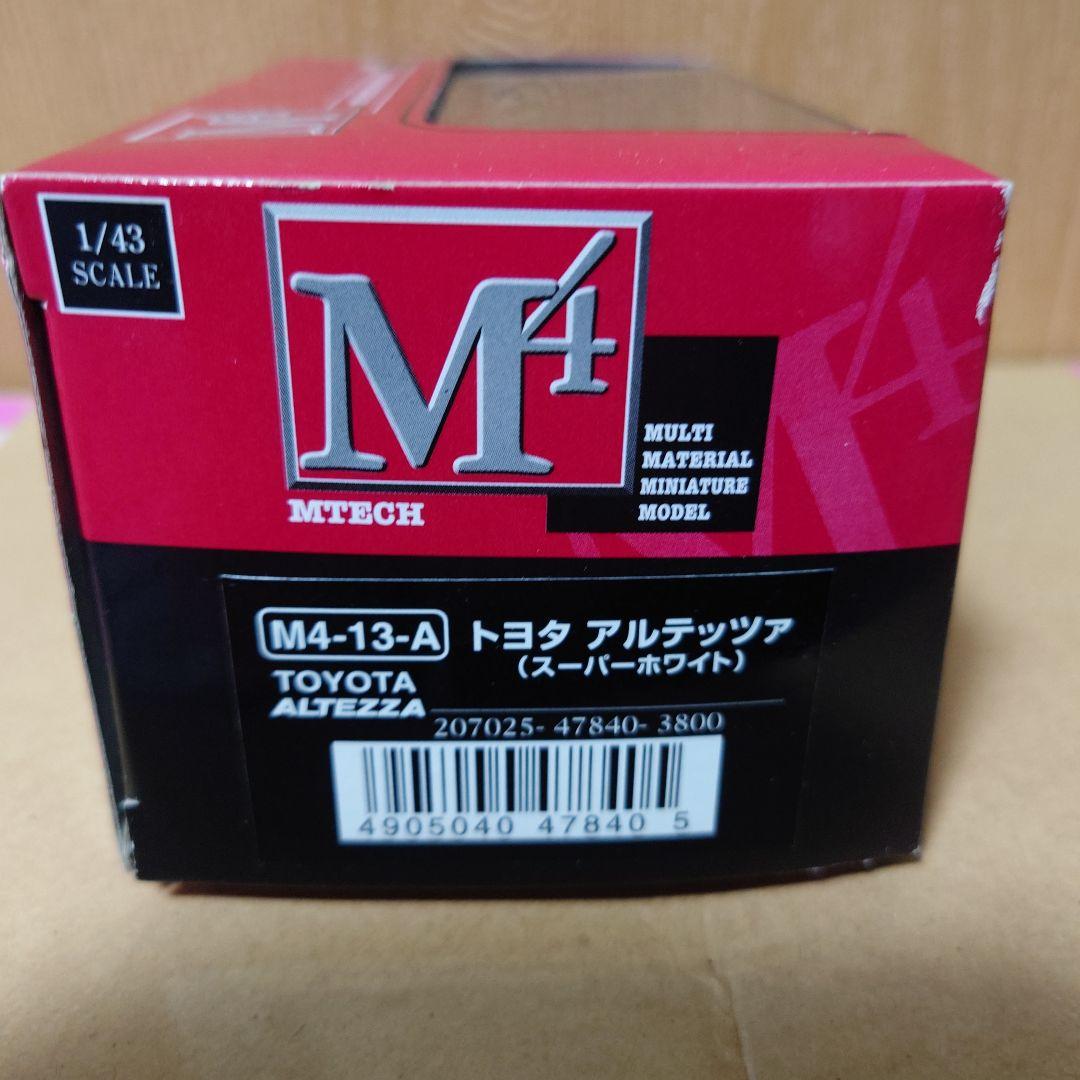 1/43
SCALE
M4
MULTI
MATERIAL
MINIATURE
MODEL
MTECH
M4-13-A トヨタ アルテッツァ
(スーパーホワイト)
TOYOTA
ALTEZZA
207025- 47840- 3800
4905040 47840 5